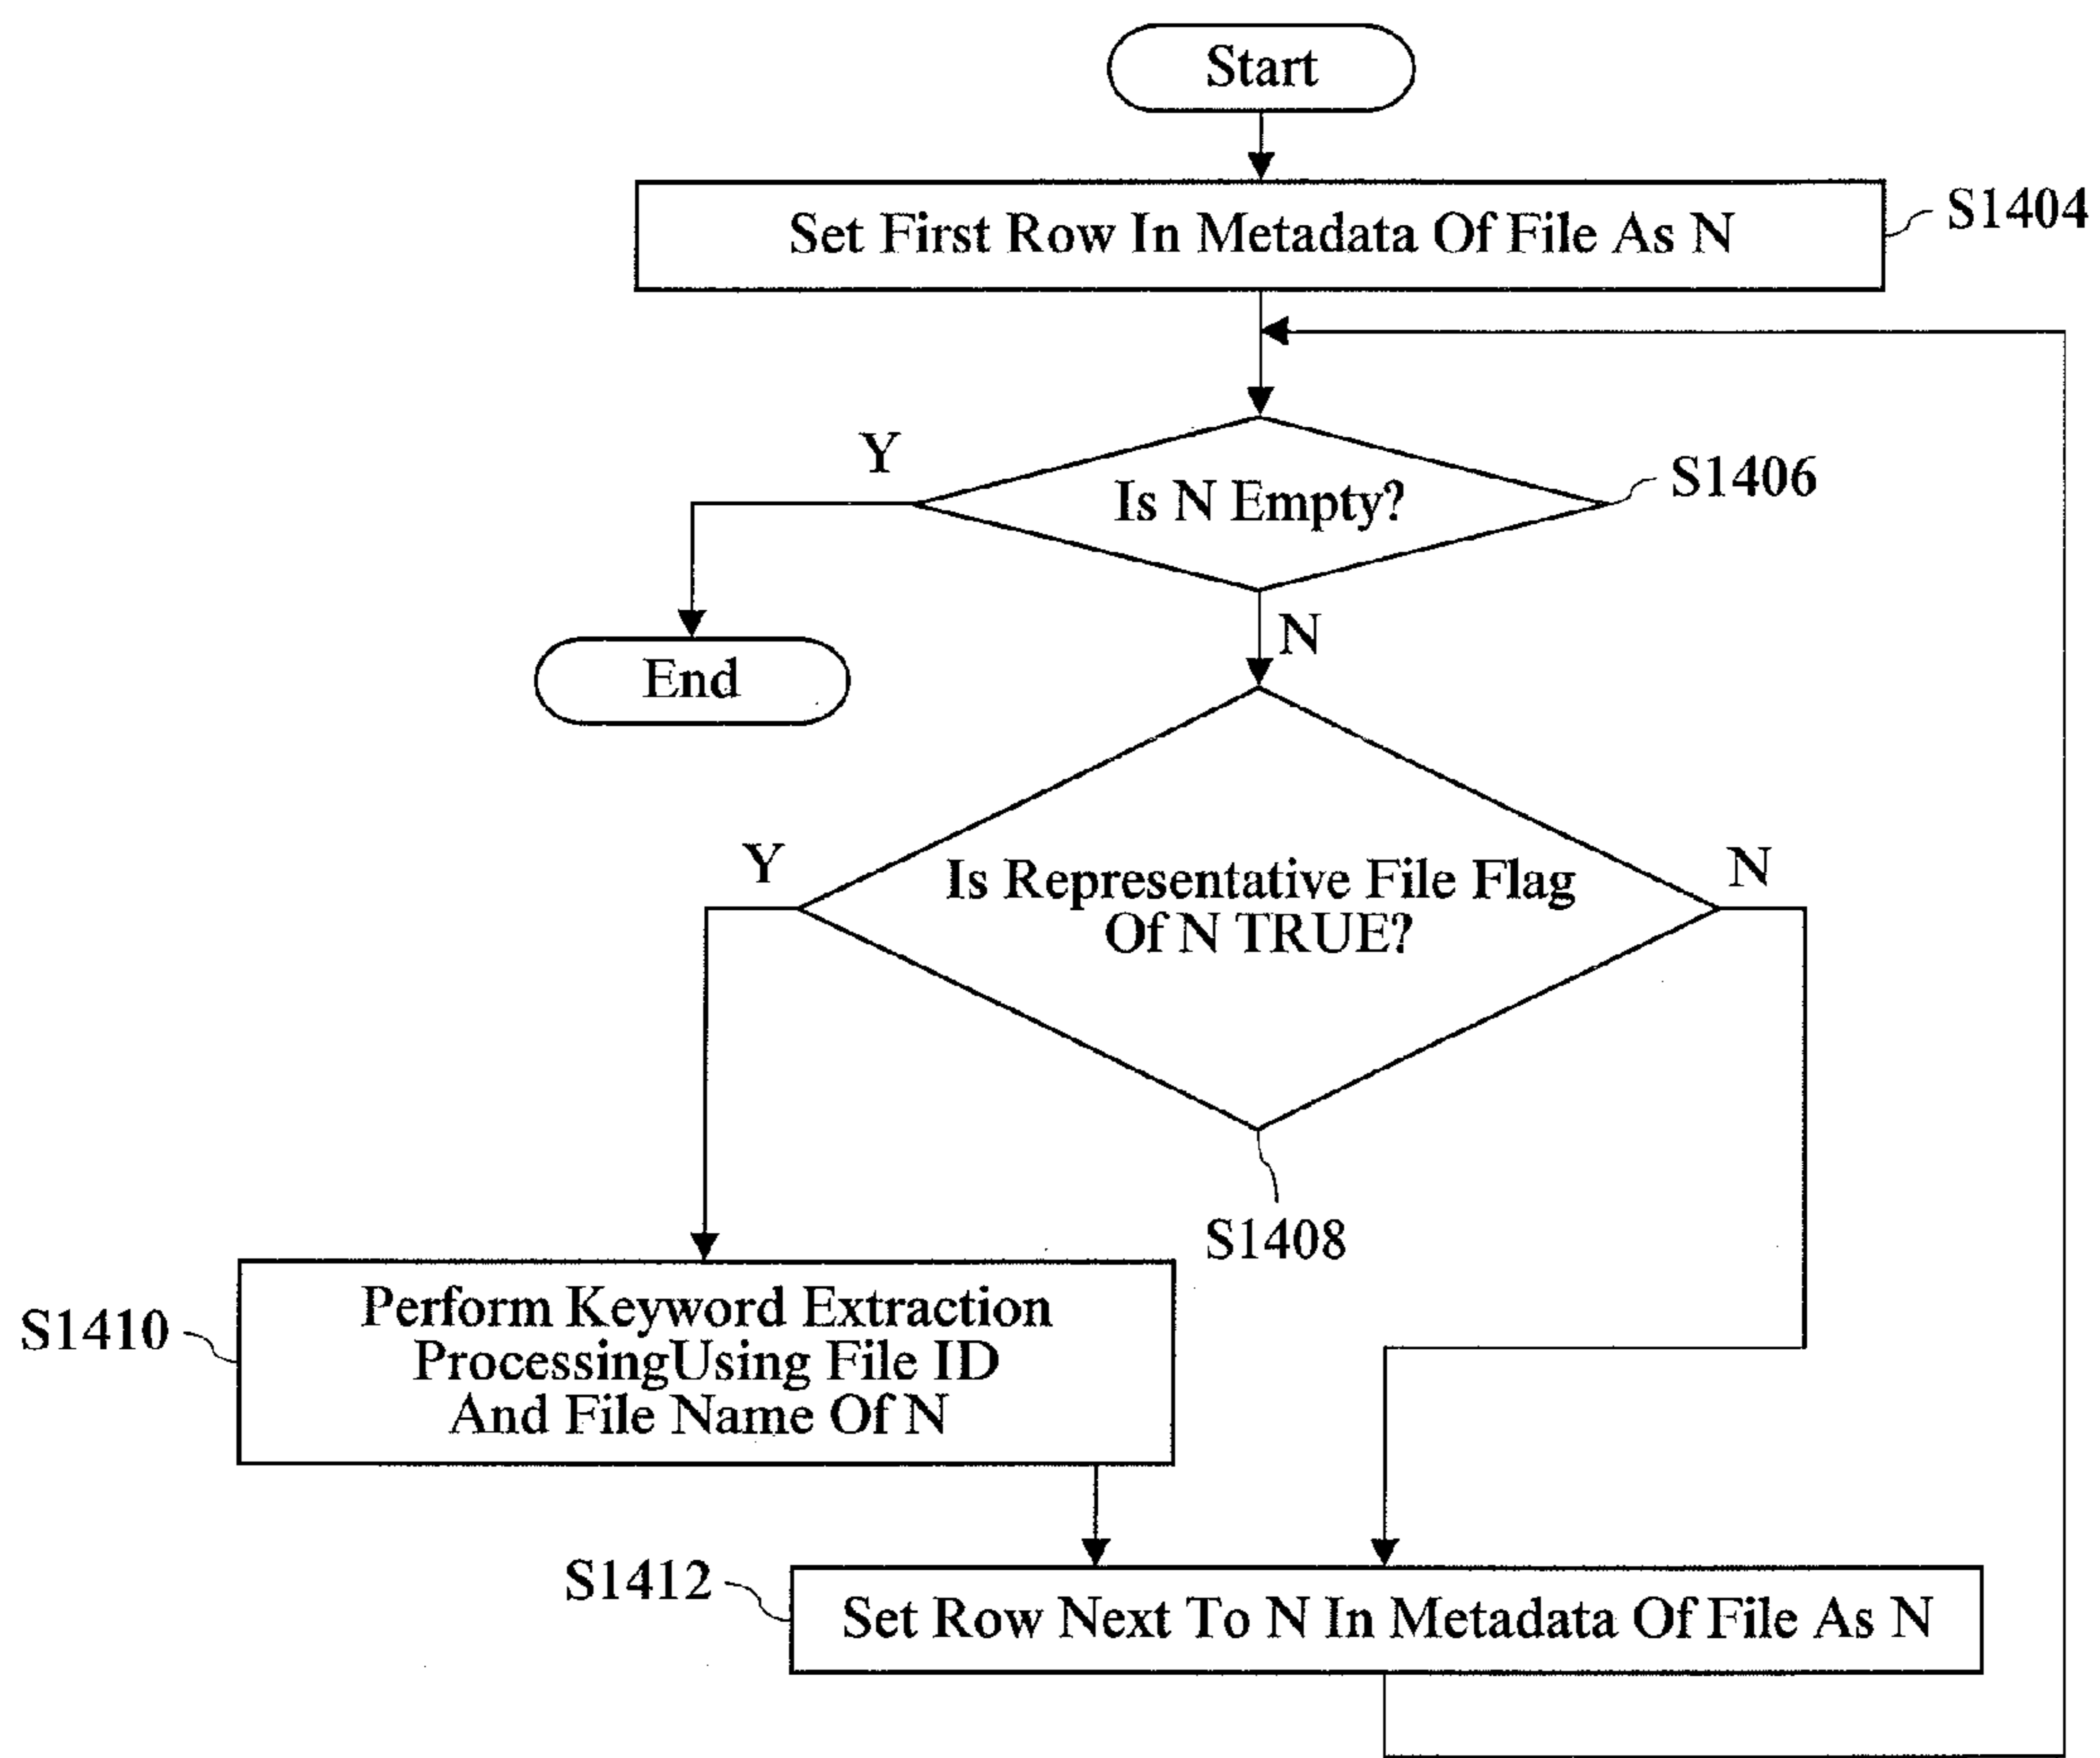 Start
Set First Row In Metadata Of File As N
S1404
Y
Is N Empty?
S1406
N
End
Y
Is Representative File Flag
Of N TRUE?
N
S1408
S1410
Perform Keyword Extraction
ProcessingUsing File ID
And File Name Of N
S1412
Set Row Next To N In Metadata Of File As N